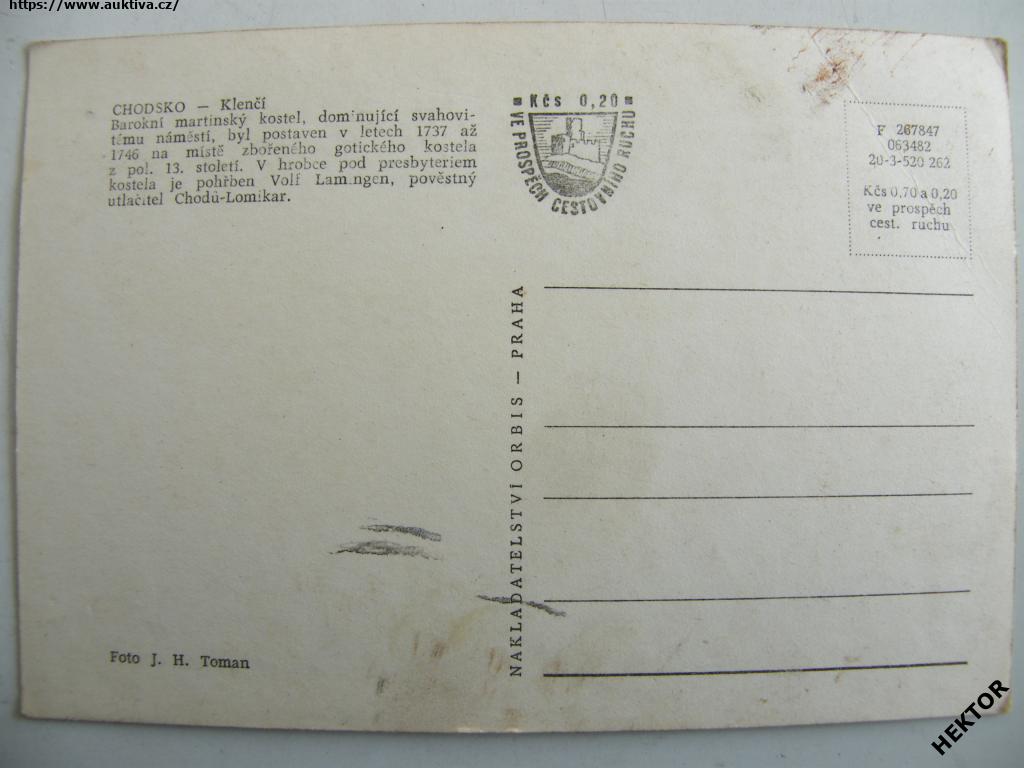 https://www.auktiva.cz/
CHODSKO — Klenčí
Barokní martinský kostel, dominující svahovi-
tému náměstí, byl postaven v letech 1737 až
1746 na místě zbořeného gotického kostela
z pol. 13. století. V hrobce pod presbyteriem
kostela je pohřben Volf Lamingen, pověstný
utlačitel Chodů-Lomikar.
Kčs 0,20
VE PROSPĚCH CESTOVNÍHO RUCHU
F 267847
063482
20-3-520 262
Kčs 0,70 a 0,20
ve prospěch
cest. ruchu
NAKLADATELSTVÍ ORBIS — PRAHA
Foto J. H. Toman
HEKTOR